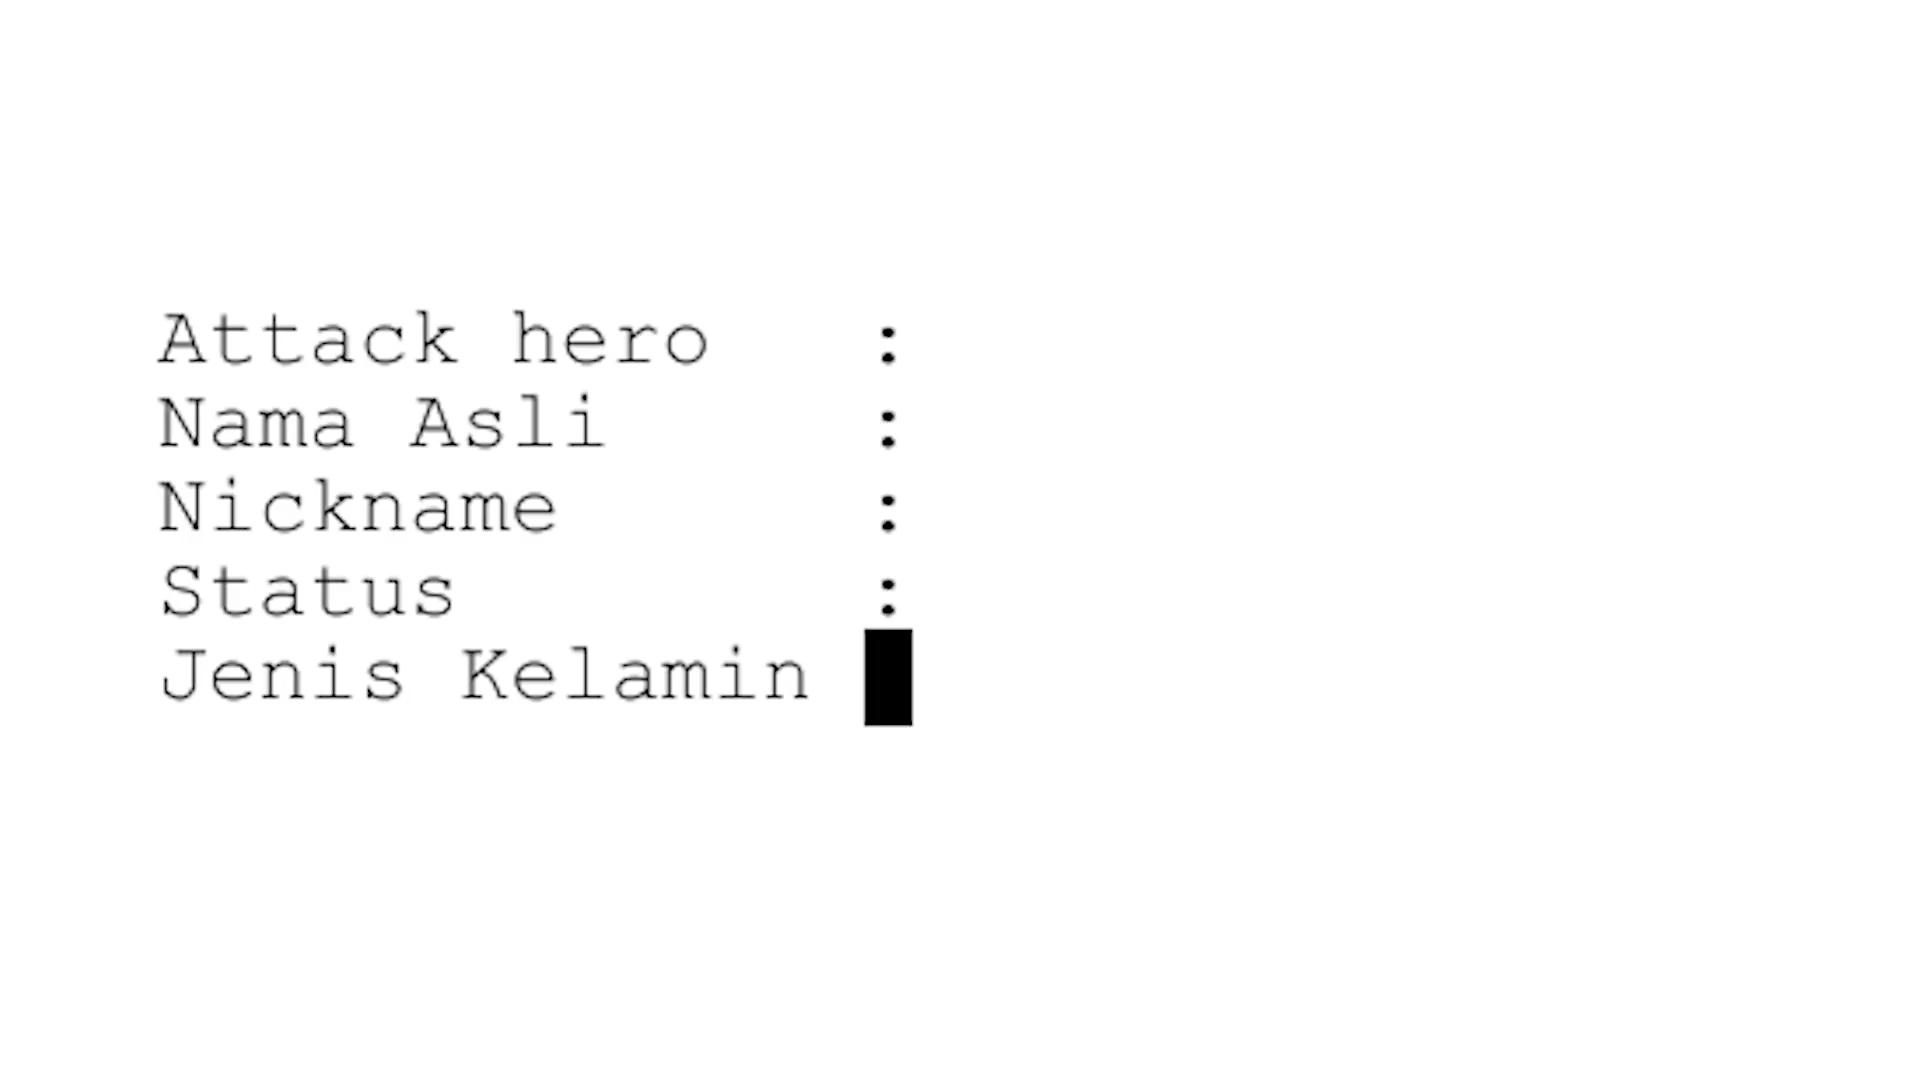 Attack hero :
Nama Asli :
Nickname :
Status :
Jenis Kelamin